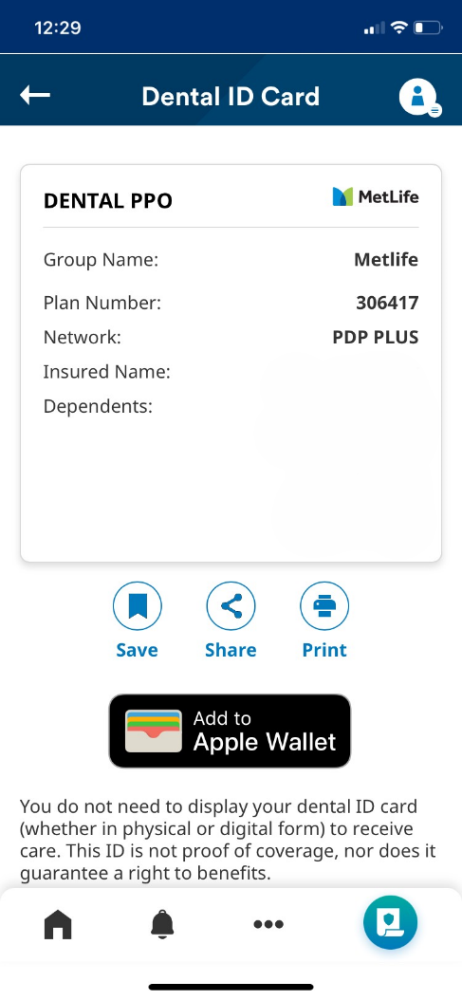 12:29
Dental ID Card
DENTAL PPO
MetLife
Group Name: Metlife
Plan Number: 306417
Network: PDP PLUS
Insured Name:
Dependents:
Save Share Print
Add to
Apple Wallet
You do not need to display your dental ID card
(whether in physical or digital form) to receive
care. This ID is not proof of coverage, nor does it
guarantee a right to benefits.